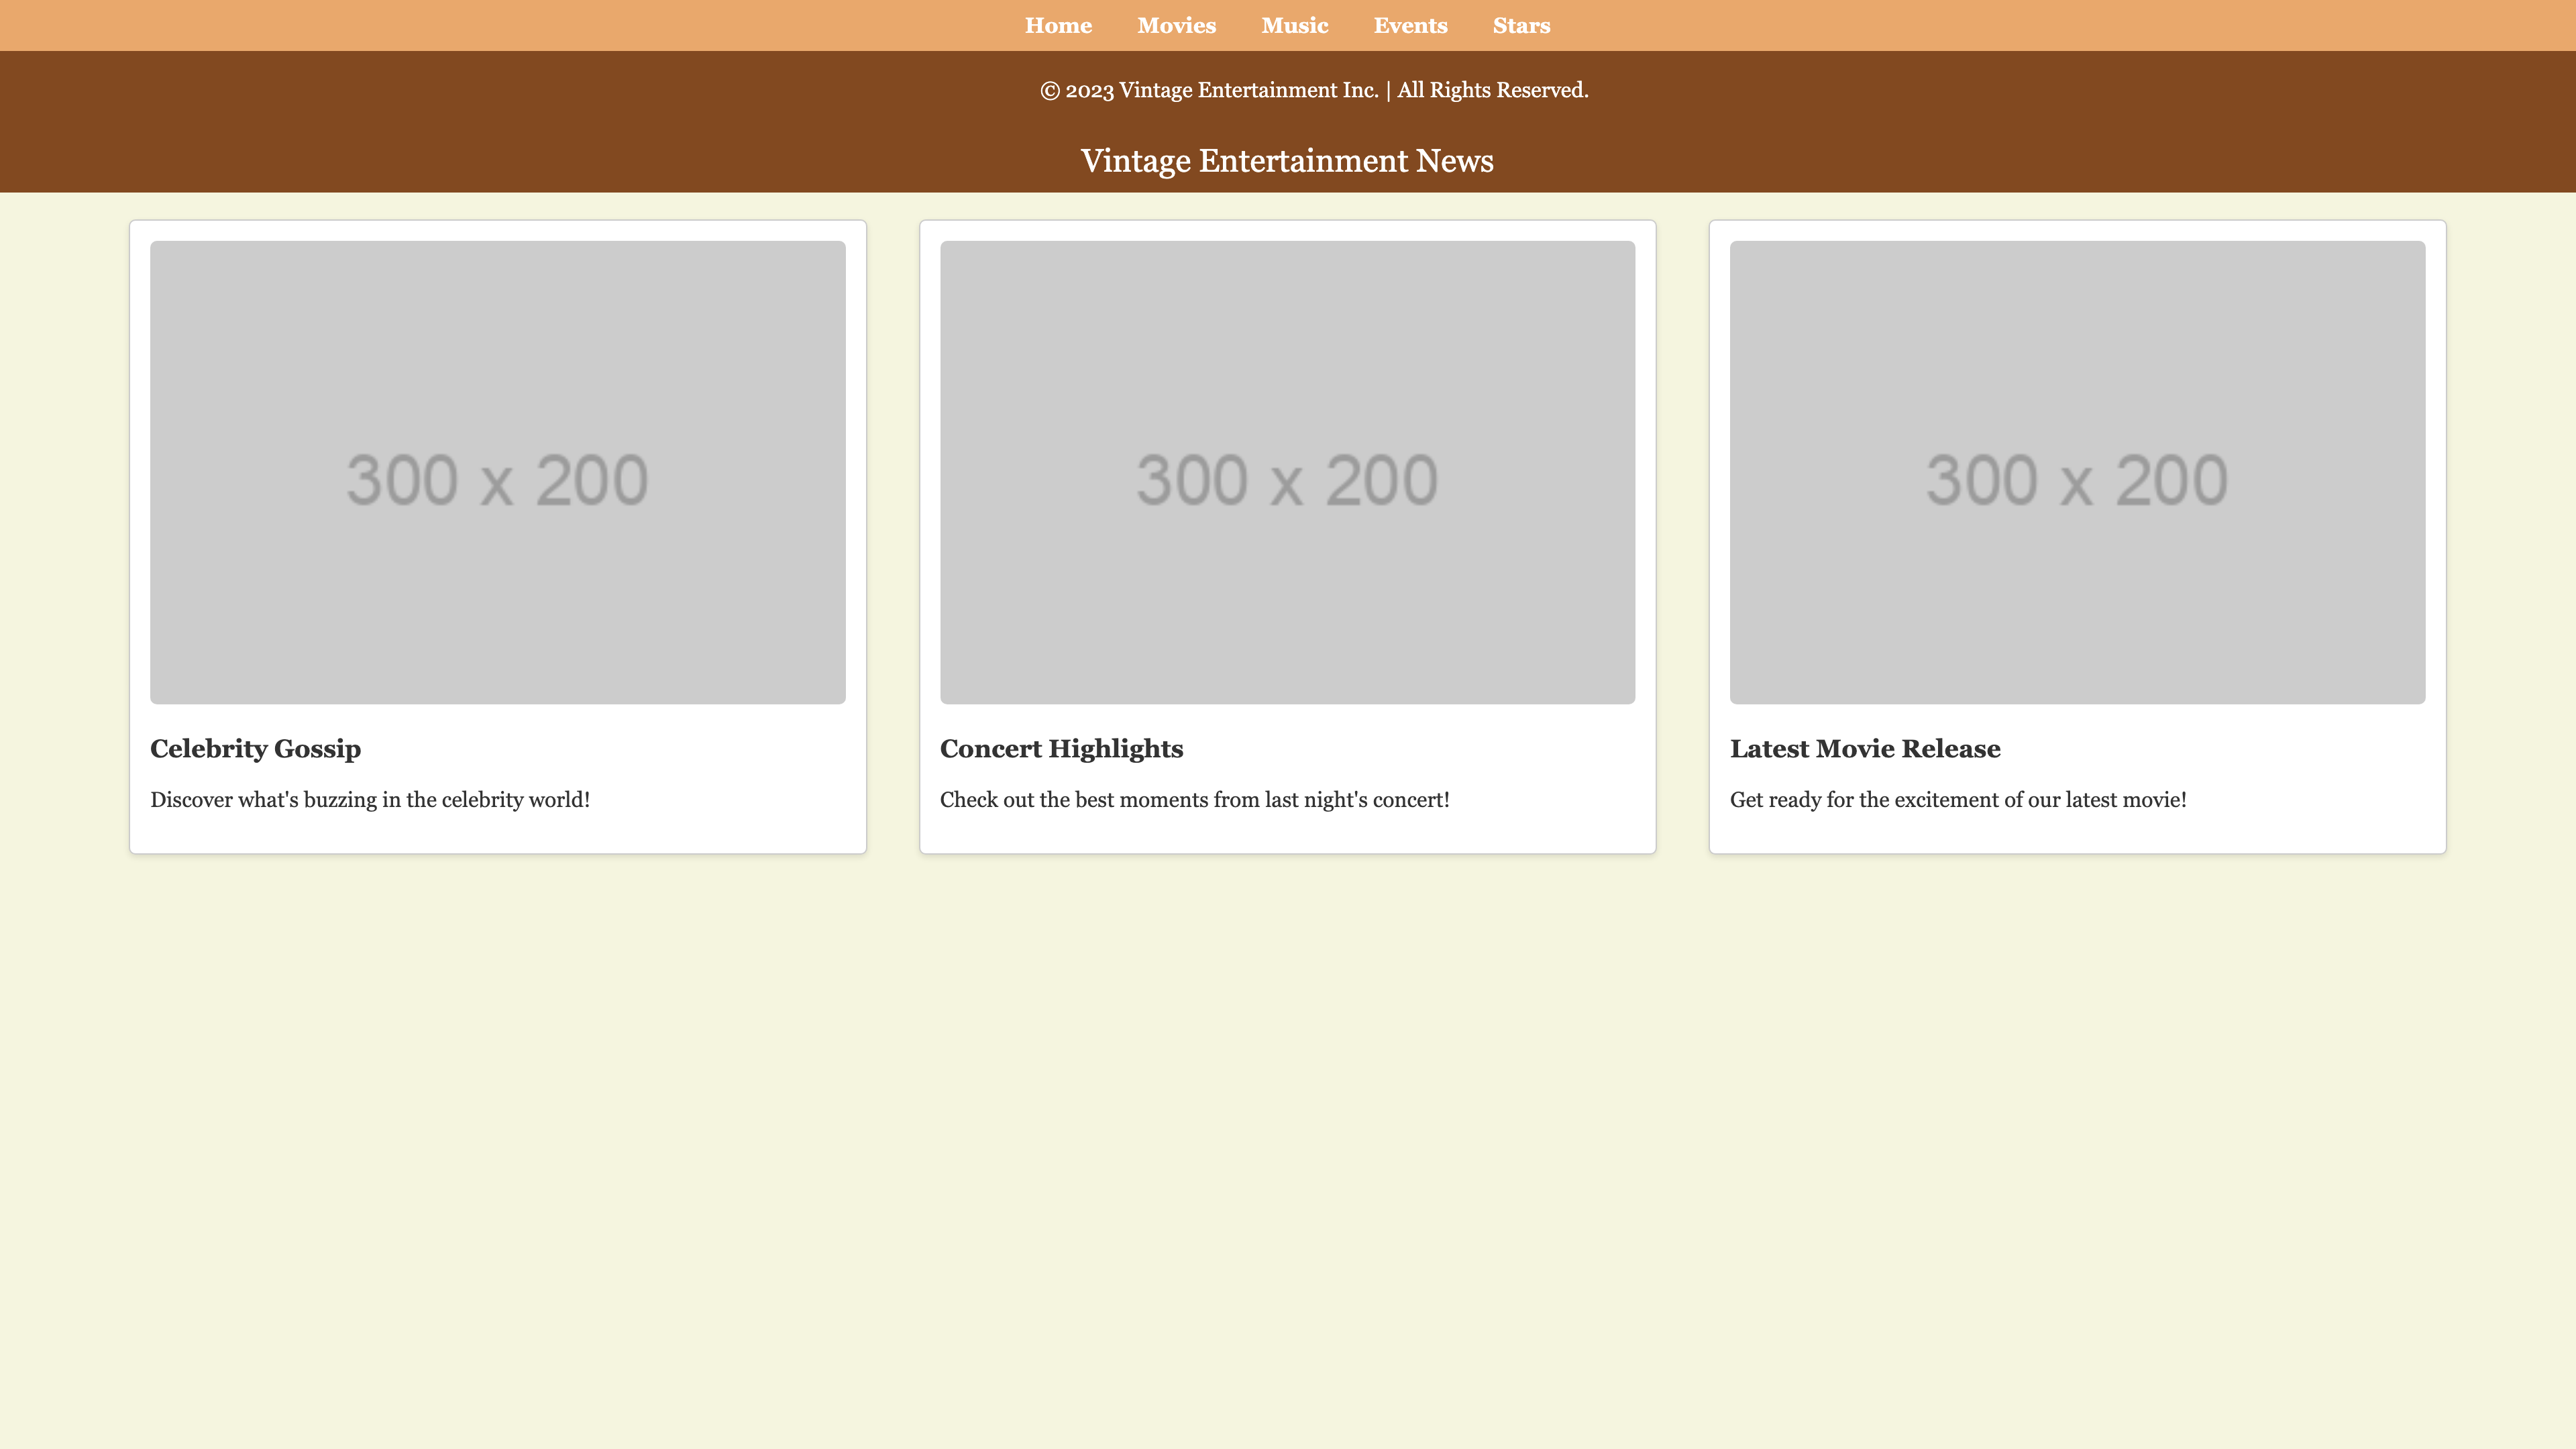 Home Movies Music Events Stars
© 2023 Vintage Entertainment Inc. | All Rights Reserved.
Vintage Entertainment News
300 x 200
Celebrity Gossip
Discover what's buzzing in the celebrity world!
300 x 200
Concert Highlights
Check out the best moments from last night's concert!
300 x 200
Latest Movie Release
Get ready for the excitement of our latest movie!